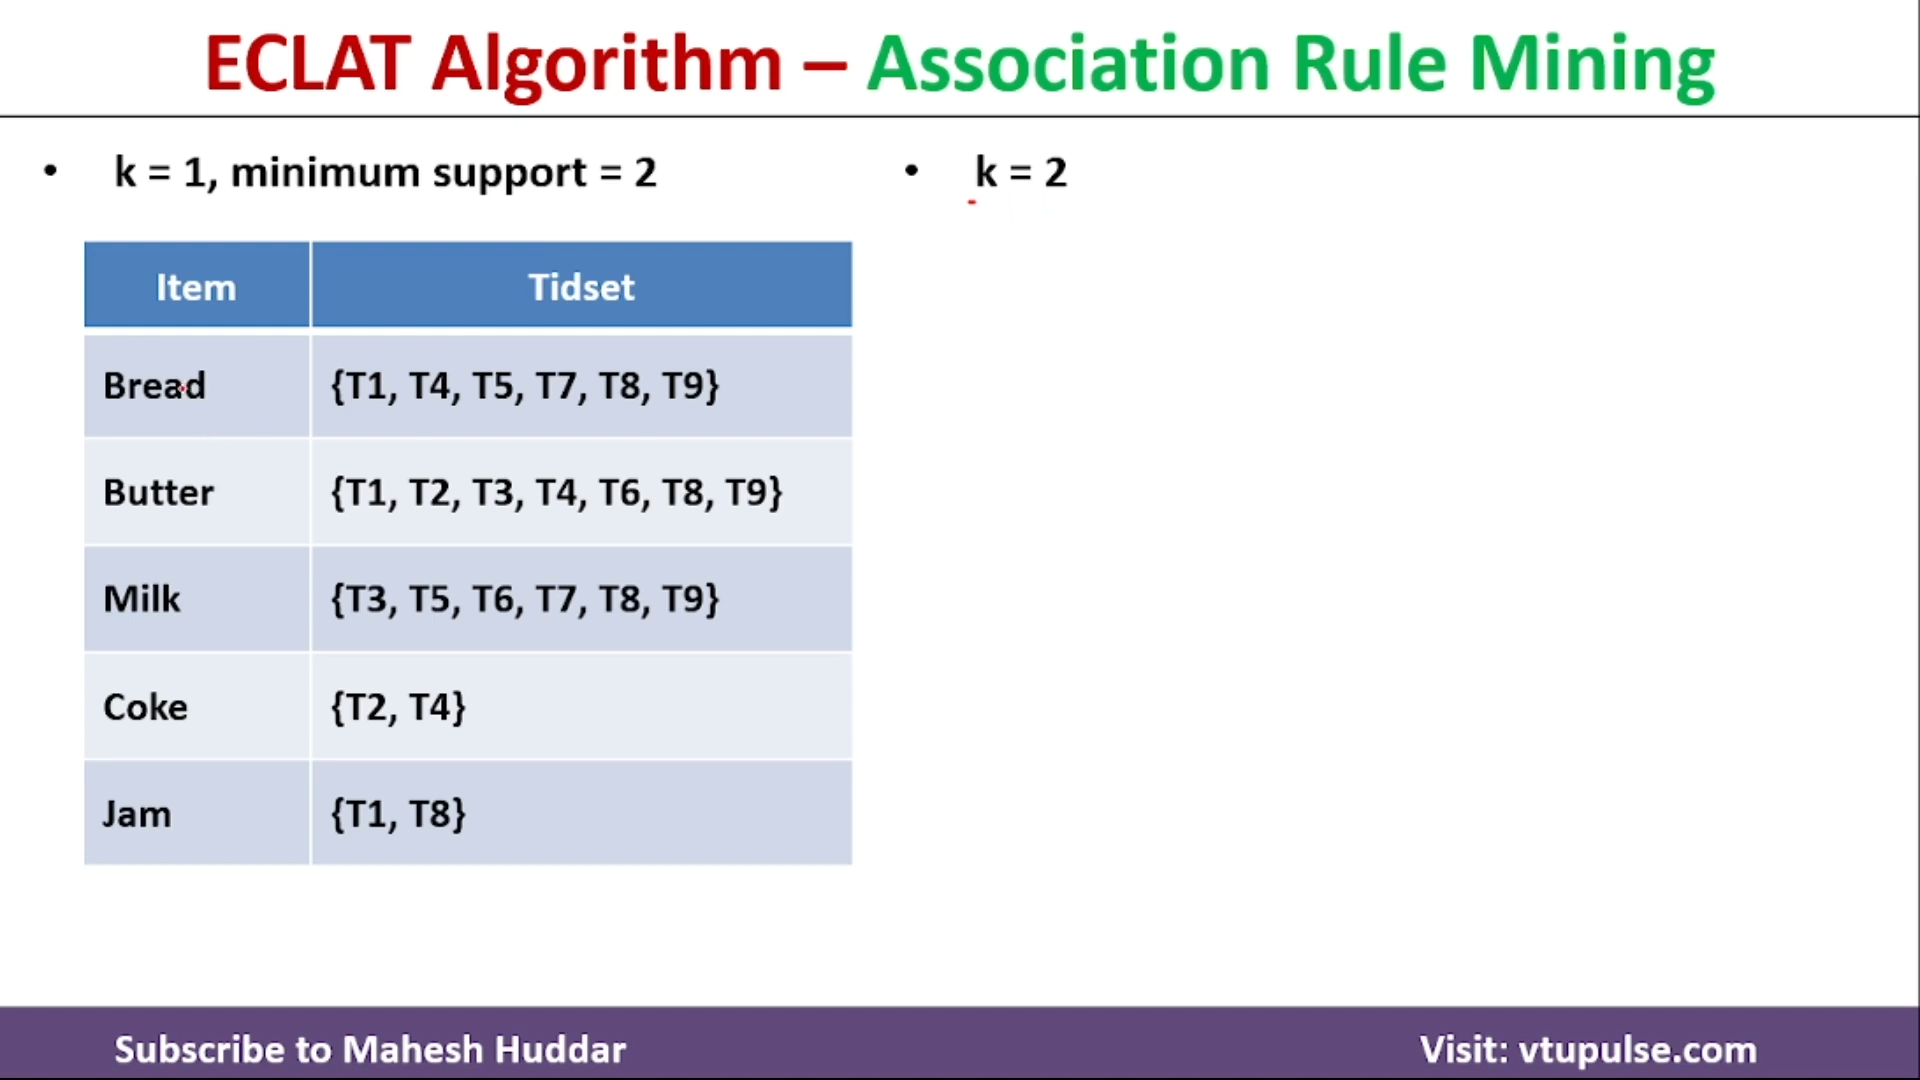 ECLAT Algorithm – Association Rule Mining
• k = 1, minimum support = 2
• k = 2
Item Tidset
Bread {T1, T4, T5, T7, T8, T9}
Butter {T1, T2, T3, T4, T6, T8, T9}
Milk {T3, T5, T6, T7, T8, T9}
Coke {T2, T4}
Jam {T1, T8}
Subscribe to Mahesh Huddar
Visit: vtupulse.com